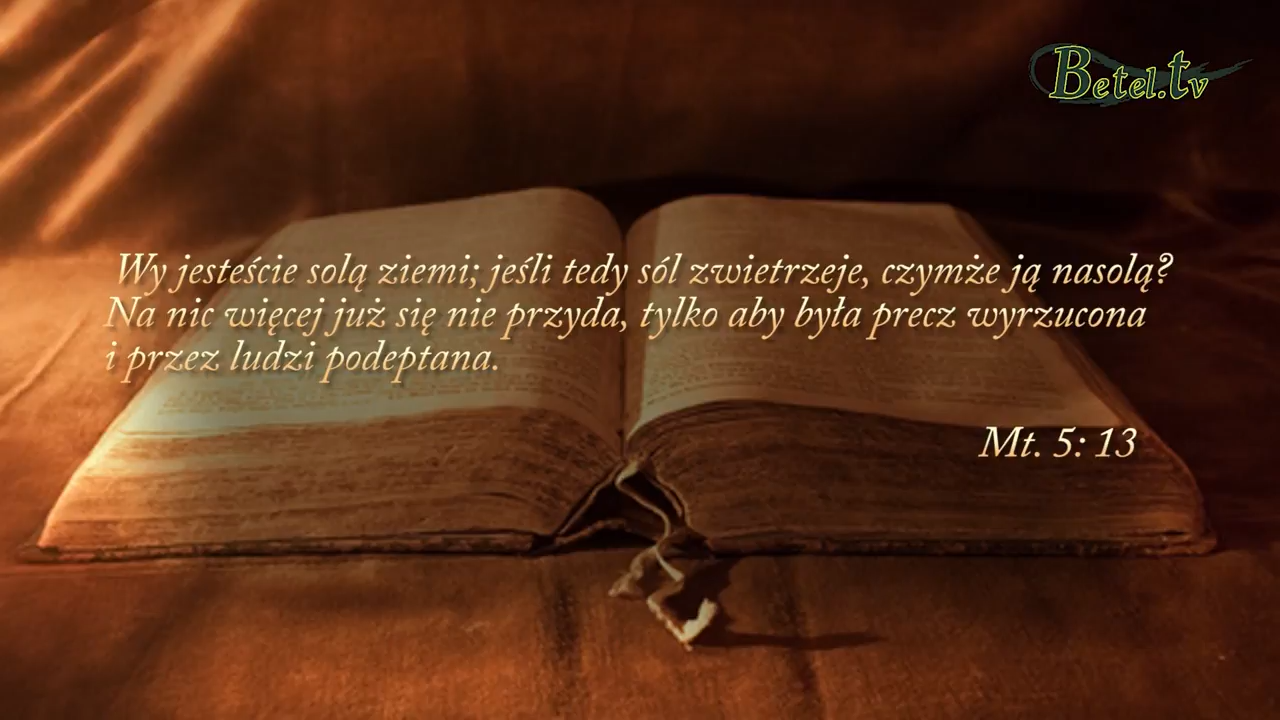 Betel.tv
Wy jesteście solą ziemi; jeśli tedy sól zwietrzeje, czymże ją nasolą?
Na nic więcej już się nie przyda, tylko aby była precz wyrzucona
i przez ludzi podeptana.
Mt. 5: 13